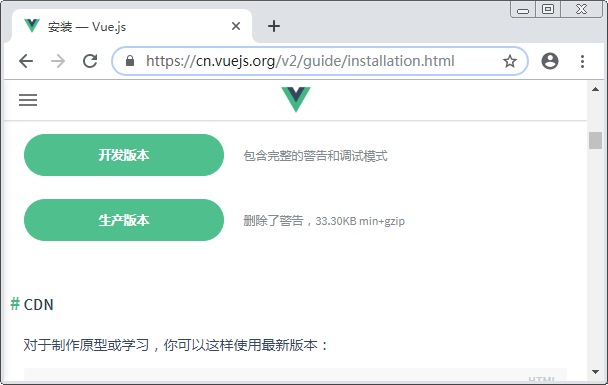 安装 — Vue.js
https://cn.vuejs.org/v2/guide/installation.html
开发版本 包含完整的警告和调试模式
生产版本 删除了警告，33.30KB min+gzip
# CDN
对于制作原型或学习，你可以这样使用最新版本：
HTML